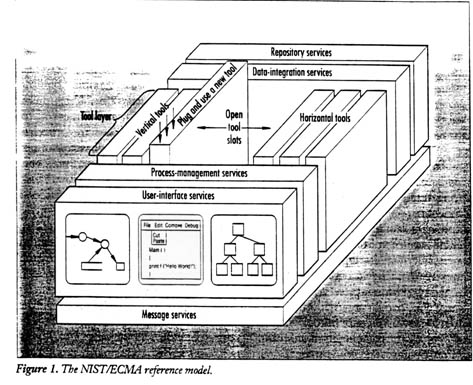 Repository services
Data-integration services
Tool layer
Vertical tools
Plug and use a new tool
Open
tool
slots
Horizontal tools
Process-management services
User-interface services
File Edit Compile Debug
Cut
Paste
Main ( )
{
print f ("Hello World!");
}
Message services
Figure 1. The NIST/ECMA reference model.